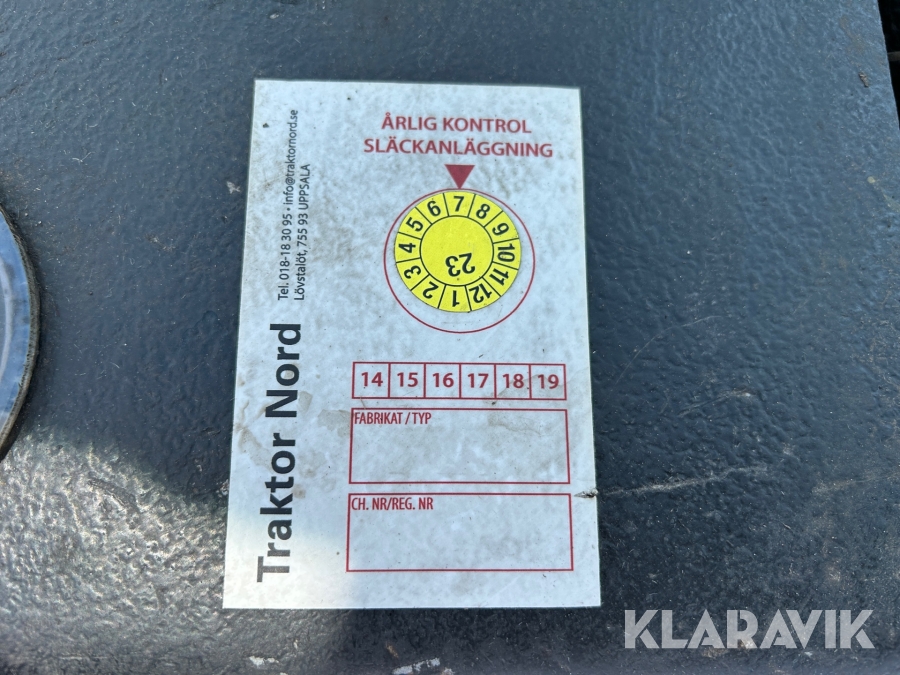 ÅRLIG KONTROL
SLÄCKANLÄGGNING
1 2 3 4 5 6 7 8 9 10 11 12
23
14 15 16 17 18 19
FABRIKAT / TYP
CH. NR/REG. NR
Traktor Nord
Tel. 018-18 30 95 • info@traktornord.se
Lövstalöt, 755 93 UPPSALA
KLARAVIK